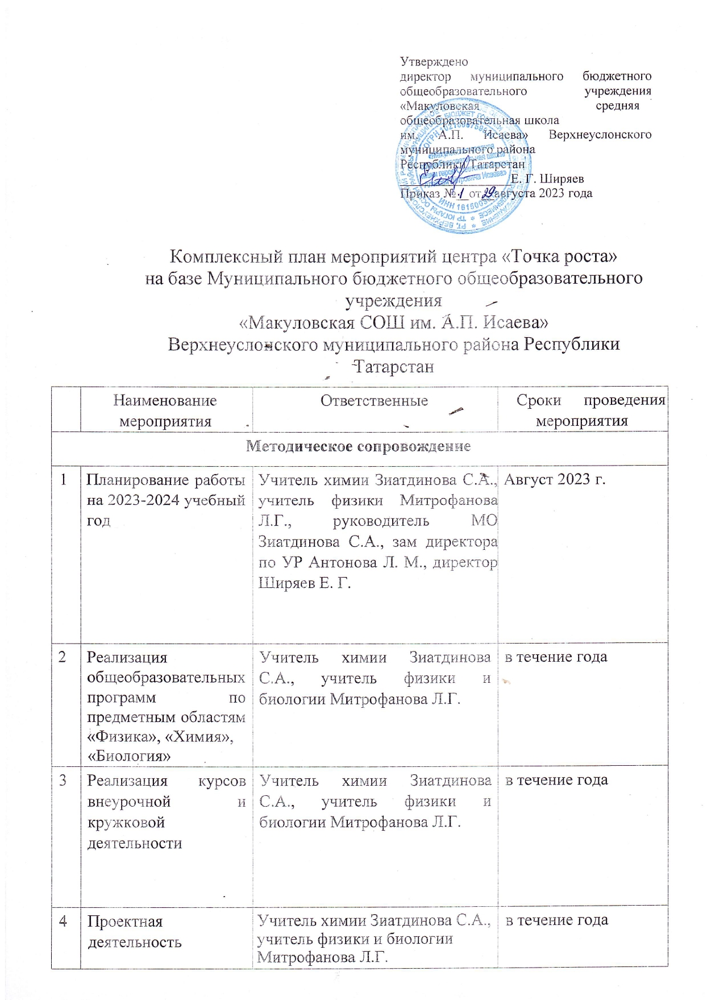 Утверждено
директор муниципального бюджетного
общеобразовательного учреждения
«Макуловская средняя
общеобразовательная школа
им. А.П. Исаева» Верхнеуслонского
муниципального района
Республики Татарстан
Е. Г. Ширяев
Приказ № 1 от 29 августа 2023 года
Комплексный план мероприятий центра «Точка роста»
на базе Муниципального бюджетного общеобразовательного
учреждения
«Макуловская СОШ им. А.П. Исаева»
Верхнеуслонского муниципального района Республики
Татарстан
Наименование
мероприятия
Ответственные
Сроки проведения
мероприятия
Методическое сопровождение
1
Планирование работы
на 2023-2024 учебный
год
Учитель химии Зиатдинова С.А.,
учитель физики Митрофанова
Л.Г., руководитель МО
Зиатдинова С.А., зам директора
по УР Антонова Л. М., директор
Ширяев Е. Г.
Август 2023 г.
2
Реализация
общеобразовательных
программ по
предметным областям
«Физика», «Химия»,
«Биология»
Учитель химии Зиатдинова
С.А., учитель физики и
биологии Митрофанова Л.Г.
в течение года
3
Реализация курсов
внеурочной и
кружковой
деятельности
Учитель химии Зиатдинова
С.А., учитель физики и
биологии Митрофанова Л.Г.
в течение года
4
Проектная
деятельность
Учитель химии Зиатдинова С.А.,
учитель физики и биологии
Митрофанова Л.Г.
в течение года